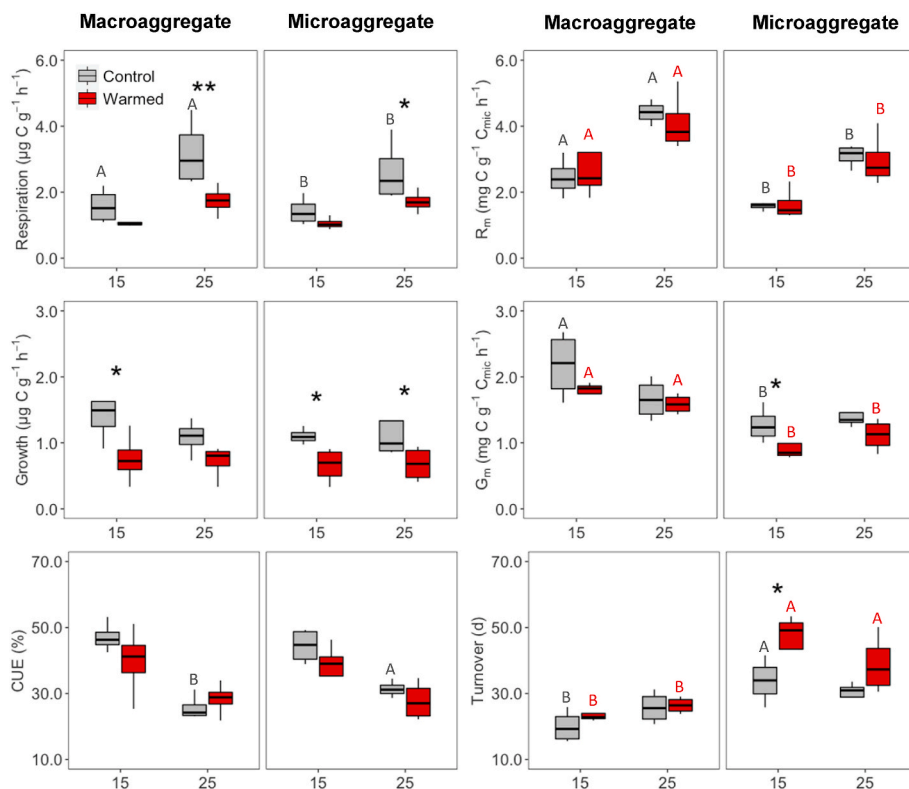 Macroaggregate Microaggregate Macroaggregate Microaggregate
Respiration (µg C g⁻¹ h⁻¹)
6.0
4.0
2.0
0.0
Control
Warmed
A
A
**
15 25
B
B
*
15 25
Rₘ (mg C g⁻¹ Cₘᵢ꜀ h⁻¹)
6.0
4.0
2.0
0.0
A A
A A
15 25
B B
B B
15 25
Growth (µg C g⁻¹ h⁻¹)
3.0
2.0
1.0
0.0
*
15 25
* *
15 25
Gₘ (mg C g⁻¹ Cₘᵢ꜀ h⁻¹)
3.0
2.0
1.0
0.0
A A
A
15 25
B * B
B
15 25
CUE (%)
70.0
50.0
30.0
10.0
B
15 25
A
15 25
Turnover (d)
70.0
50.0
30.0
10.0
B B
B
15 25
*
A A
A
15 25